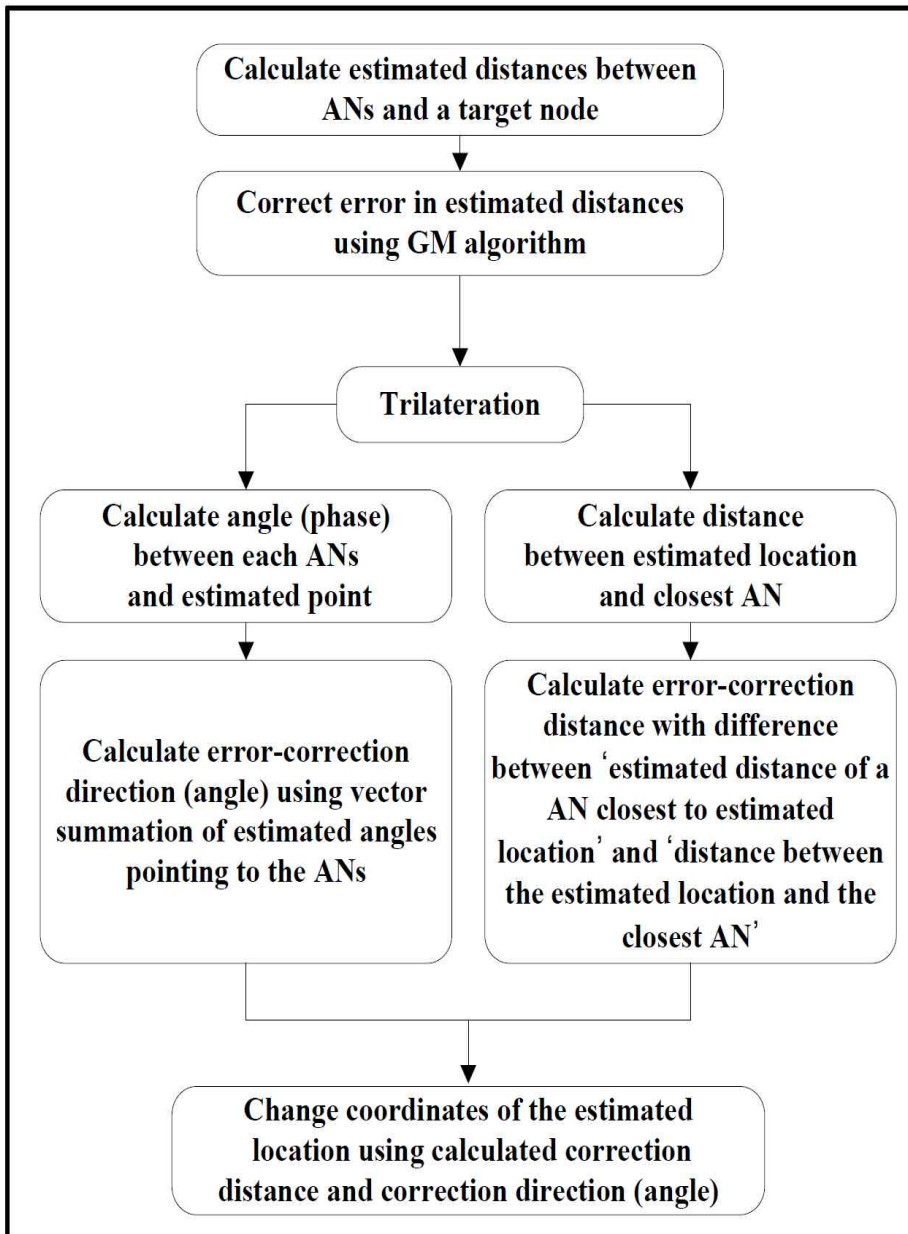 Calculate estimated distances between
ANs and a target node
Correct error in estimated distances
using GM algorithm
Trilateration
Calculate angle (phase)
between each ANs
and estimated point
Calculate distance
between estimated location
and closest AN
Calculate error-correction
direction (angle) using vector
summation of estimated angles
pointing to the ANs
Calculate error-correction
distance with difference
between ‘estimated distance of a
AN closest to estimated
location’ and ‘distance between
the estimated location and the
closest AN’
Change coordinates of the estimated
location using calculated correction
distance and correction direction (angle)